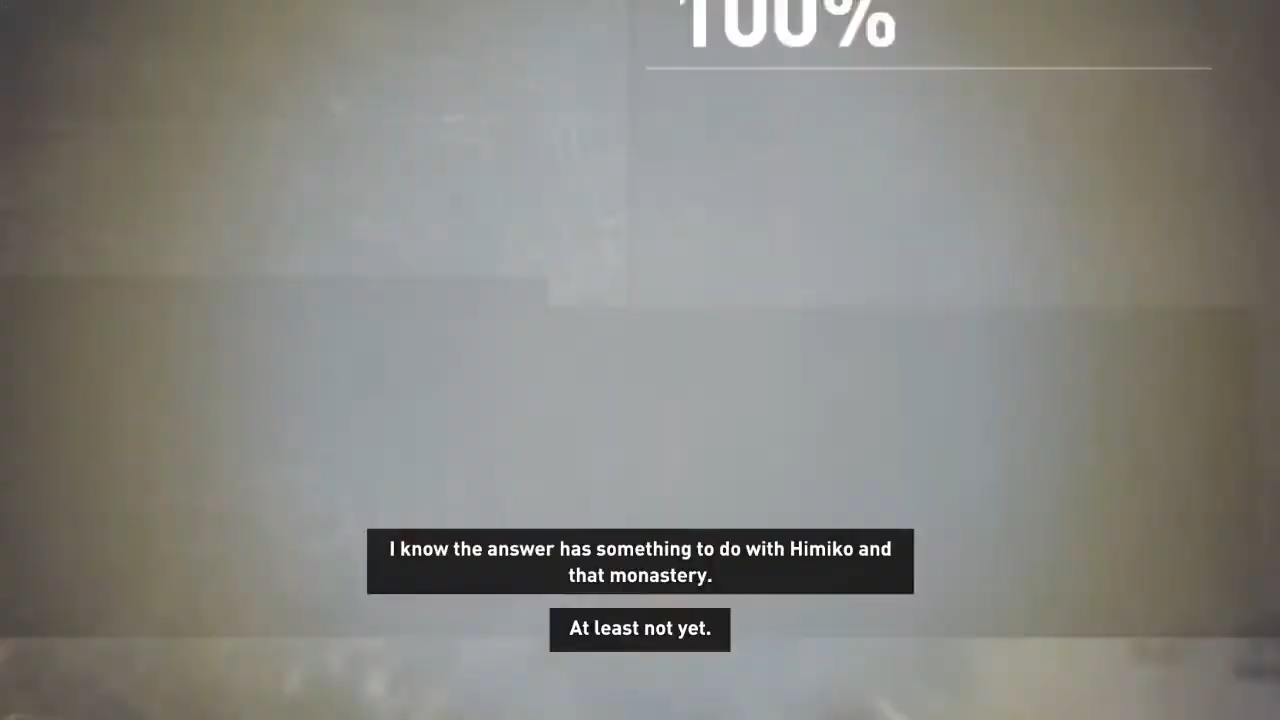 100%
I know the answer has something to do with Himiko and
that monastery.
At least not yet.